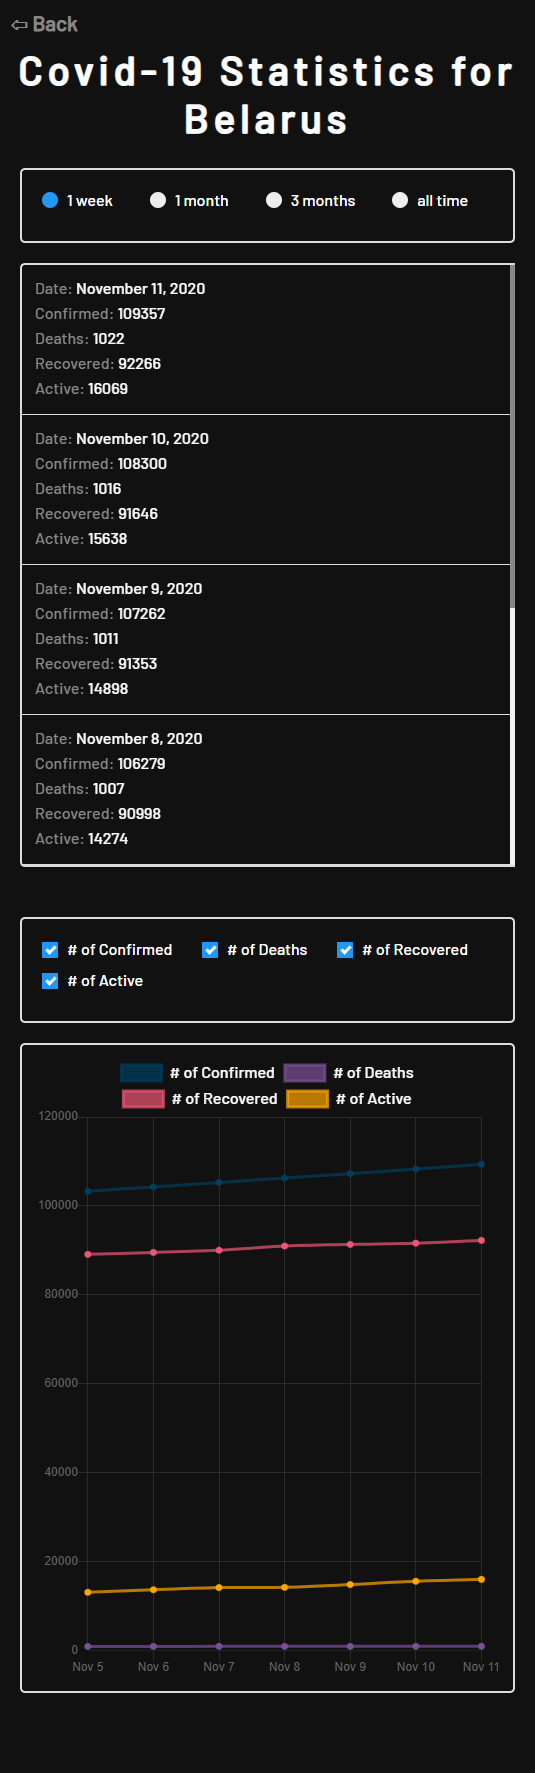 ⇦ Back
Covid-19 Statistics for
Belarus
1 week 1 month 3 months all time
Date: November 11, 2020
Confirmed: 109357
Deaths: 1022
Recovered: 92266
Active: 16069
Date: November 10, 2020
Confirmed: 108300
Deaths: 1016
Recovered: 91646
Active: 15638
Date: November 9, 2020
Confirmed: 107262
Deaths: 1011
Recovered: 91353
Active: 14898
Date: November 8, 2020
Confirmed: 106279
Deaths: 1007
Recovered: 90998
Active: 14274
# of Confirmed # of Deaths # of Recovered
# of Active
# of Confirmed # of Deaths
# of Recovered # of Active
120000
100000
80000
60000
40000
20000
0
Nov 5 Nov 6 Nov 7 Nov 8 Nov 9 Nov 10 Nov 11